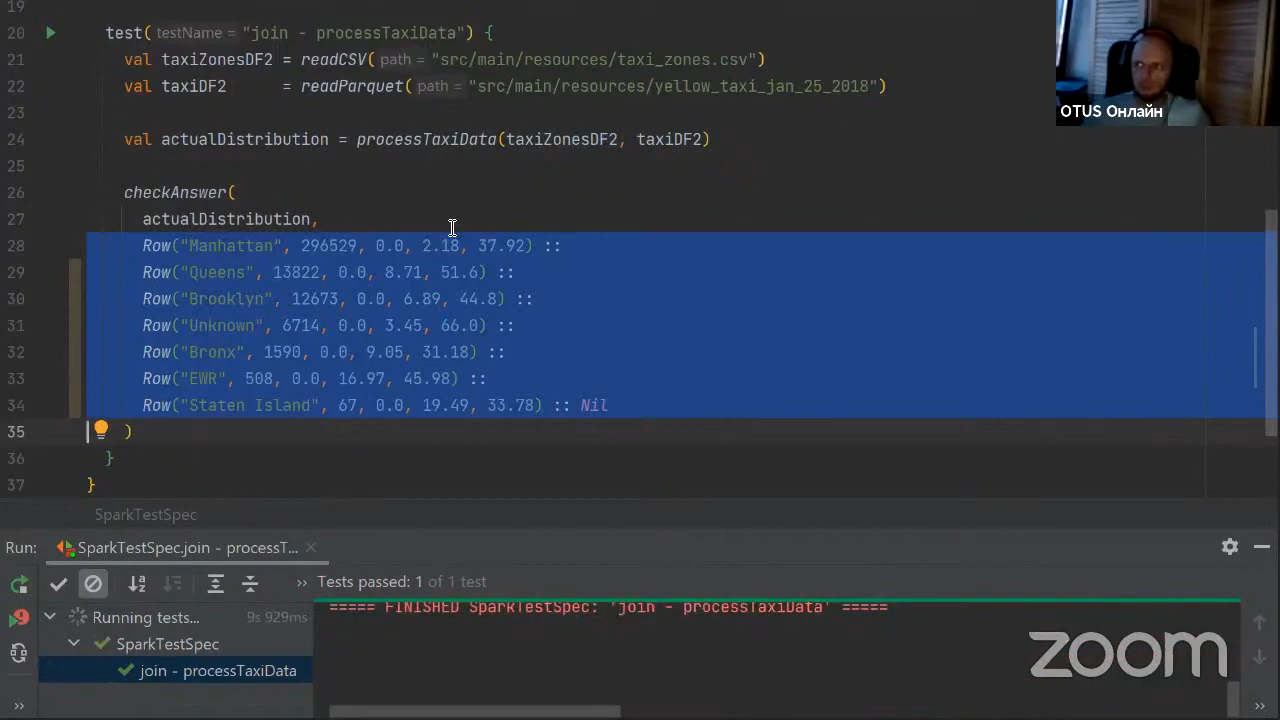 19
20 test( testName = "join - processTaxiData") {
21 val taxiZonesDF2 = readCSV( path = "src/main/resources/taxi_zones.csv")
22 val taxiDF2 = readParquet( path = "src/main/resources/yellow_taxi_jan_25_2018")
23
24 val actualDistribution = processTaxiData(taxiZonesDF2, taxiDF2)
25
26 checkAnswer(
27 actualDistribution,
28 Row("Manhattan", 296529, 0.0, 2.18, 37.92) ::
29 Row("Queens", 13822, 0.0, 8.71, 51.6) ::
30 Row("Brooklyn", 12673, 0.0, 6.89, 44.8) ::
31 Row("Unknown", 6714, 0.0, 3.45, 66.0) ::
32 Row("Bronx", 1590, 0.0, 9.05, 31.18) ::
33 Row("EWR", 508, 0.0, 16.97, 45.98) ::
34 Row("Staten Island", 67, 0.0, 19.49, 33.78) :: Nil
35 )
36 }
37 }
OTUS Онлайн
SparkTestSpec
Run: SparkTestSpec.join - processT...
Tests passed: 1 of 1 test
Running tests... 9s 929ms
SparkTestSpec
join - processTaxiData
===== FINISHED SparkTestSpec: 'join - processTaxiData' =====
zoom